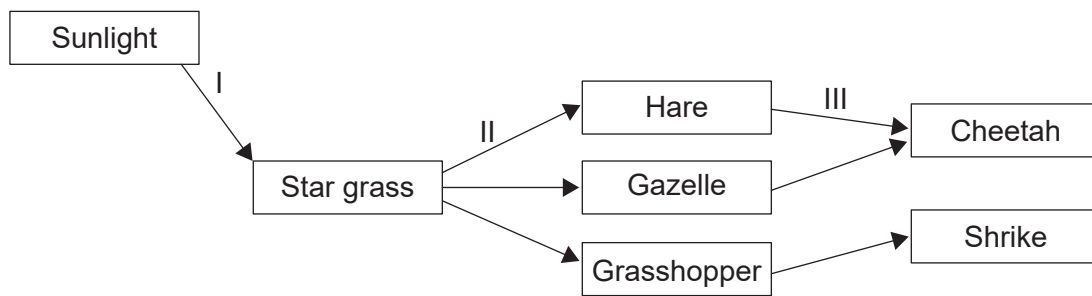 Sunlight
I
II
III
Star grass
Hare
Gazelle
Grasshopper
Cheetah
Shrike